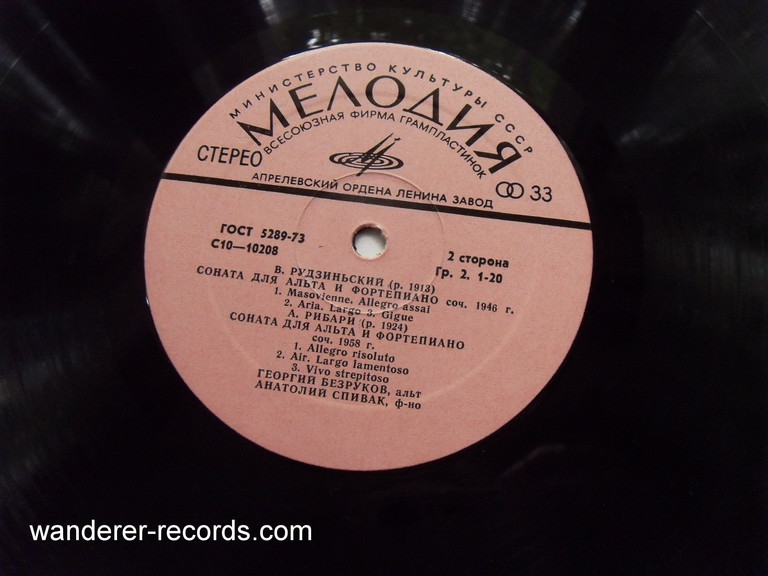 МИНИСТЕРСТВО КУЛЬТУРЫ СССР
МЕЛОДИЯ
ВСЕСОЮЗНАЯ ФИРМА ГРАМПЛАСТИНОК
СТЕРЕО
33
АПРЕЛЕВСКИЙ ОРДЕНА ЛЕНИНА ЗАВОД
ГОСТ 5289-73
С10—10208
2 сторона
Гр. 2. 1-20
В. РУДЗИНЬСКИЙ (р. 1913)
СОНАТА ДЛЯ АЛЬТА И ФОРТЕПИАНО соч. 1946 г.
1. Masovienne. Allegro assai
2. Aria. Largo 3. Gigue
А. РИБАРИ (р. 1924)
СОНАТА ДЛЯ АЛЬТА И ФОРТЕПИАНО
соч. 1958 г.
1. Allegro risoluto
2. Air. Largo lamentoso
3. Vivo strepitoso
ГЕОРГИЙ БЕЗРУКОВ, альт
АНАТОЛИЙ СПИВАК, ф-но
wanderer-records.com